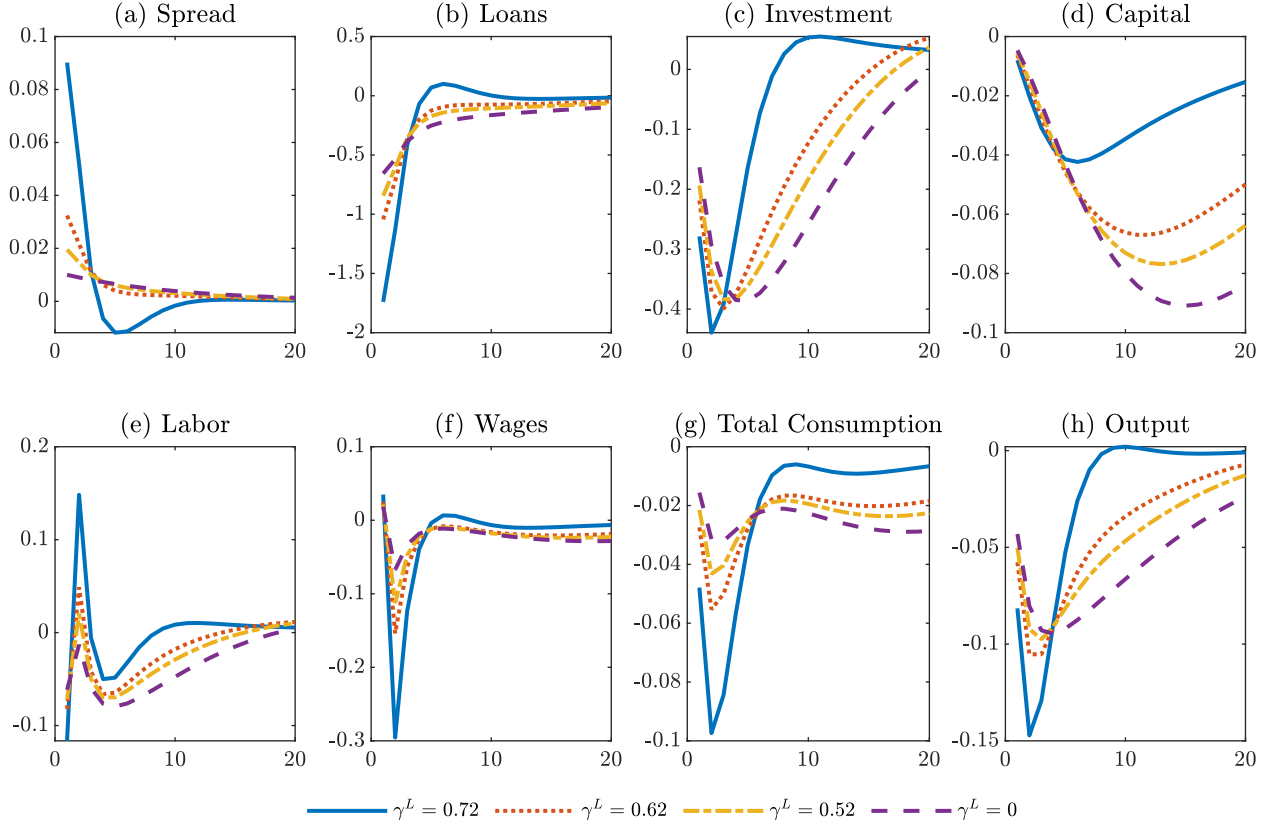 (a) Spread
(b) Loans
(c) Investment
(d) Capital
0.1
0.08
0.06
0.04
0.02
0
0 10 20
0.5
0
-0.5
-1
-1.5
-2
0 10 20
0
-0.1
-0.2
-0.3
-0.4
0 10 20
0
-0.02
-0.04
-0.06
-0.08
-0.1
0 10 20
(e) Labor
(f) Wages
(g) Total Consumption
(h) Output
0.2
0.1
0
-0.1
0 10 20
0.1
0
-0.1
-0.2
-0.3
0 10 20
0
-0.02
-0.04
-0.06
-0.08
-0.1
0 10 20
0
-0.05
-0.1
-0.15
0 10 20
γ^L = 0.72 γ^L = 0.62 γ^L = 0.52 γ^L = 0